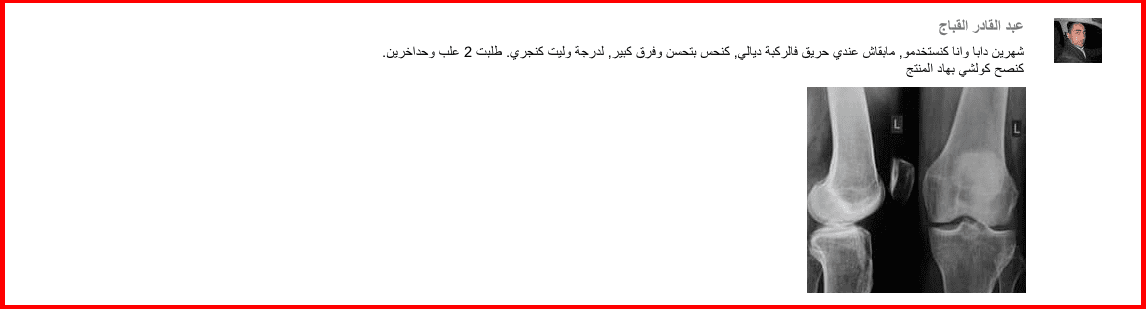 عبد القادر القباج
شهرين دابا وانا كنستخدمو, مابقاش عندي حريق فالركبة ديالي, كنحس بتحسن وفرق كبير, لدرجة وليت كنجري. طلبت 2 علب وحداخرين.
كنصح كولشي بهاد المنتج
L
L